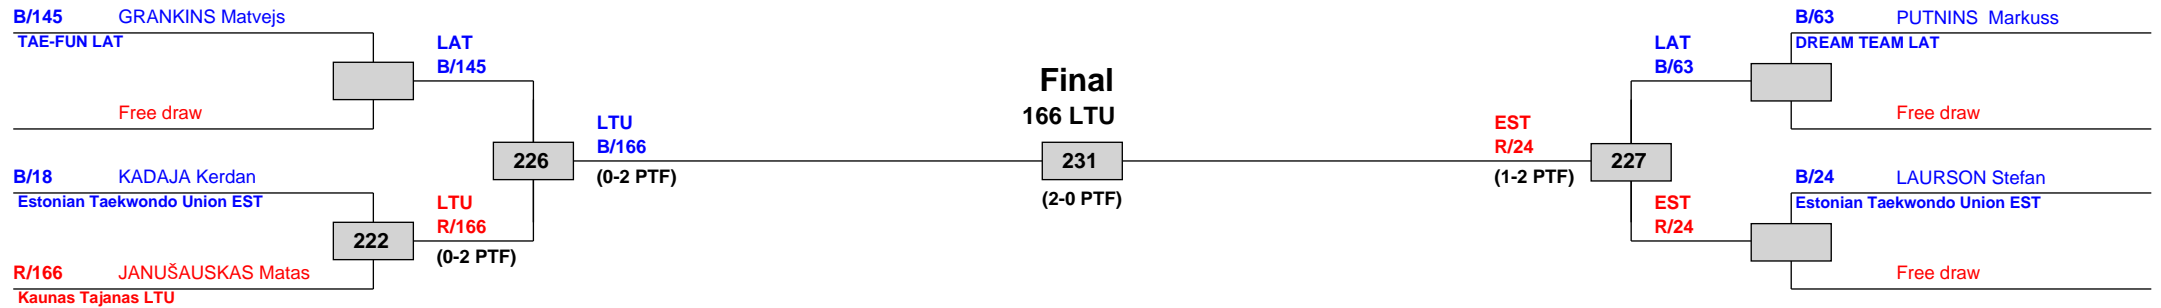 B/145 GRANKINS Matvejs
TAE-FUN LAT
LAT
B/145
Free draw
226
LTU
B/166
(0-2 PTF)
B/18 KADAJA Kerdan
Estonian Taekwondo Union EST
LTU
R/166
222
(0-2 PTF)
R/166 JANUŠAUSKAS Matas
Kaunas Tajanas LTU
Final
166 LTU
231
(2-0 PTF)
B/63 PUTNINS Markuss
DREAM TEAM LAT
LAT
B/63
Free draw
EST
R/24
227
(1-2 PTF)
B/24 LAURSON Stefan
Estonian Taekwondo Union EST
EST
R/24
Free draw